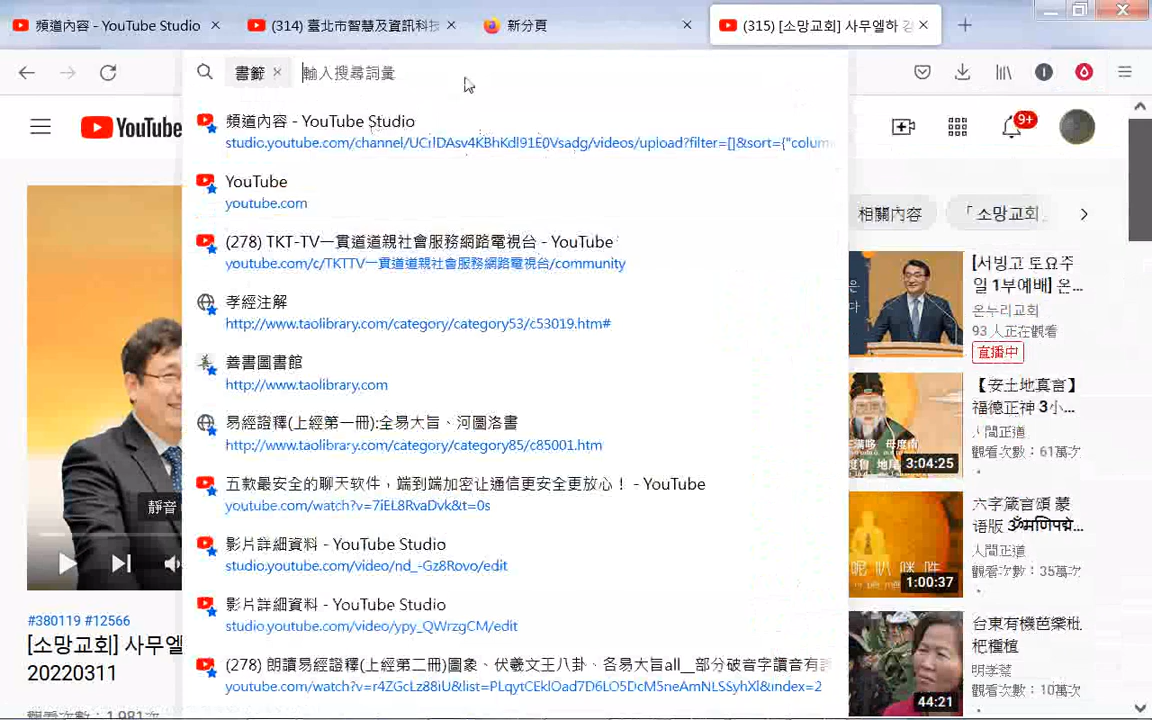 頻道內容 - YouTube Studio
(314) 臺北市智慧及資訊科技
新分頁
(315) [소망교회] 사무엘하 강
書籤
輸入搜尋詞彙
頻道內容 - YouTube Studio
YouTube
9+
YouTube
youtube.com
(278) TKT-TV一貫道道親社會服務網路電視台 - YouTube
youtube.com/c/TKTTV一貫道道親社會服務網路電視台/community
孝經注解
http://www.taolibrary.com/category/category53/c53019.htm#
善書圖書館
http://www.taolibrary.com
易經證釋(上經第一冊):全易大旨、河圖洛書
http://www.taolibrary.com/category/category85/c85001.htm
五款最安全的聊天软件，端到端加密让通信更安全更放心！ - YouTube
youtube.com/watch?v=7iEL8RvaDvk&t=0s
影片詳細資料 - YouTube Studio
studio.youtube.com/video/nd_-Gz8Rovo/edit
影片詳細資料 - YouTube Studio
studio.youtube.com/video/ypy_QWrzgCM/edit
(278) 朗讀易經證釋(上經第二冊)圖象、伏羲文王八卦、各易大旨all__部分破音字讀音有
youtube.com/watch?v=r4ZGcLz88iU&list=PLqytCEklOad7D6LO5DcM5neAmNLSSyhXl&index=2
靜音
#380119 #12566
[소망교회] 사무엘
20220311
相關內容
「소망교회
[서빙고 토요주
일 1부예배] 온...
온누리교회
93 人正在觀看
直播中
【安土地真言】
福德正神 3小...
人間正道
觀看次數：61萬次
3:04:25
六字箴言頌 蒙
语版 ॐमणिपद्मे...
人間正道
觀看次數：35萬次
1:00:37
台東有機芭樂枇
杷種植
觀看次數：10萬次
44:21